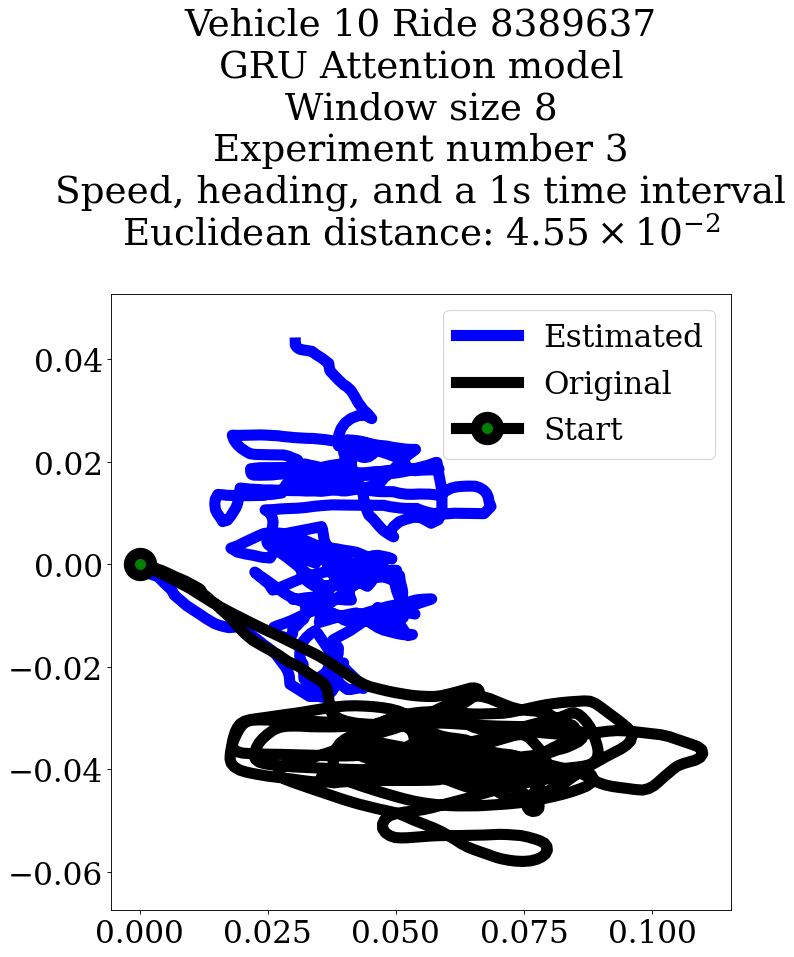 Vehicle 10 Ride 8389637
GRU Attention model
Window size 8
Experiment number 3
Speed, heading, and a 1s time interval
Euclidean distance: 4.55 × 10⁻²
Estimated
Original
Start
0.04
0.02
0.00
−0.02
−0.04
−0.06
0.000 0.025 0.050 0.075 0.100